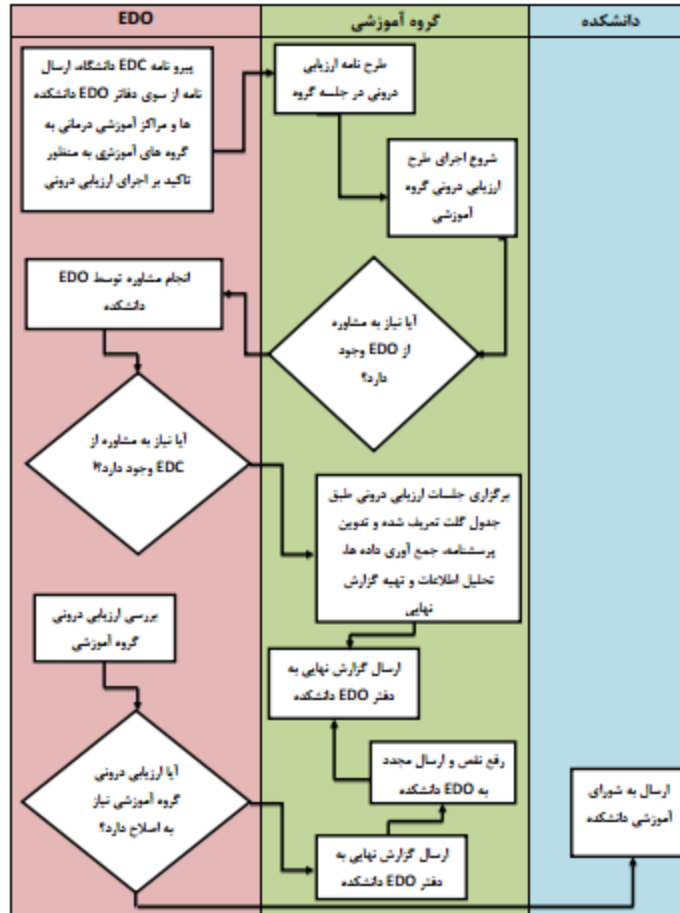 EDO
گروه آموزشی
دانشکده
پیرو نامه EDC دانشگاه، ارسال
نامه از سوی دفاتر EDO دانشکده
ها و مراکز آموزشی درمانی به
گروه های آموزشی به منظور
تاکید بر اجرای ارزیابی درونی
طرح نامه ارزیابی
درونی در جلسه گروه
شروع اجرای طرح
ارزیابی درونی گروه
آموزشی
آیا نیاز به مشاوره
از EDO وجود
دارد؟
انجام مشاوره توسط EDO
دانشکده
آیا نیاز به مشاوره از
EDC وجود دارد؟
برگزاری جلسات ارزیابی درونی طبق
جدول گانت تعریف شده و تدوین
پرسشنامه، جمع آوری داده ها،
تحلیل اطلاعات و تهیه گزارش
نهایی
ارسال گزارش نهایی به
دفتر EDO دانشکده
بررسی ارزیابی درونی
گروه آموزشی
آیا ارزیابی درونی
گروه آموزشی نیاز
به اصلاح دارد؟
رفع نقص و ارسال مجدد
به EDO دانشکده
ارسال گزارش نهایی به
دفتر EDO دانشکده
ارسال به شورای
آموزشی دانشکده